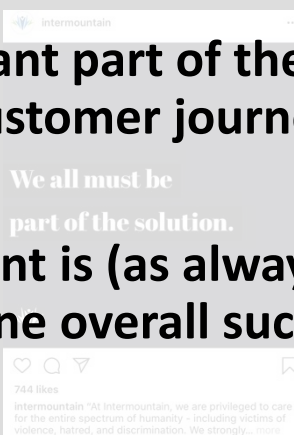 intermountain
ant part of the
ustomer journ
We all must be
part of the solution.
nt is (as alway
ne overall suc
744 likes
intermountain "At Intermountain, we are privileged to care
for the entire spectrum of humanity – including victims of
violence, hatred, and discrimination. We strongly... more